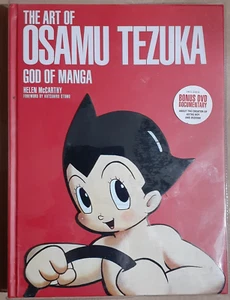 THE ART OF
OSAMU TEZUKA
GOD OF MANGA
HELEN McCARTHY
FOREWORD BY KATSUHIRO OTOMO
BONUS DVD
DOCUMENTARY